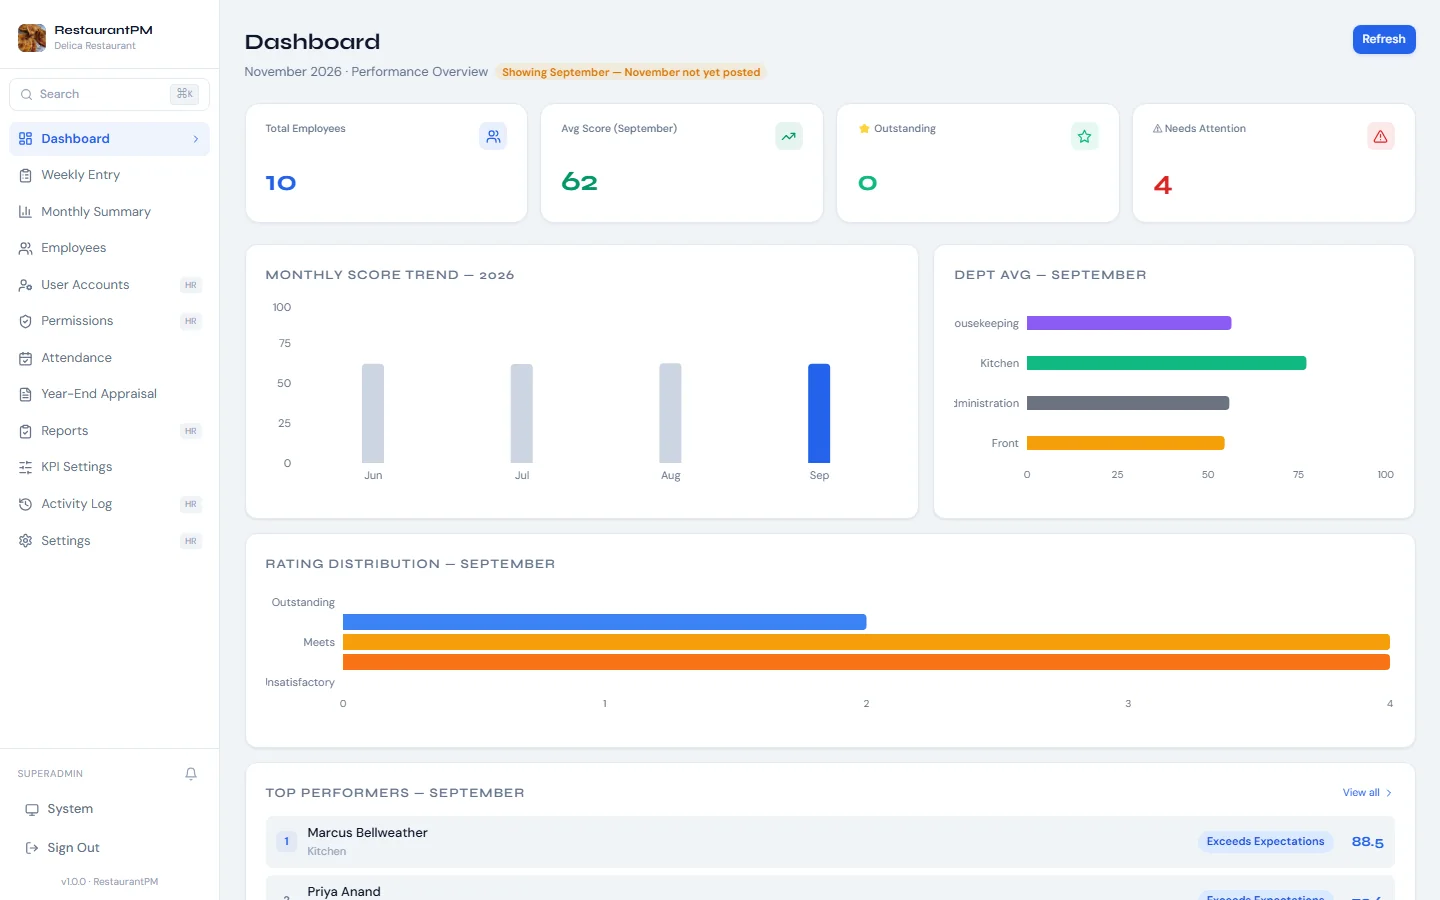 RestaurantPM
Delica Restaurant
Search ⌘K
Dashboard
Weekly Entry
Monthly Summary
Employees
User Accounts HR
Permissions HR
Attendance
Year-End Appraisal
Reports HR
KPI Settings
Activity Log HR
Settings HR
SUPERADMIN
System
Sign Out
v1.0.0 · RestaurantPM
Dashboard
Refresh
November 2026 · Performance Overview Showing September — November not yet posted
Total Employees
10
Avg Score (September)
62
⭐ Outstanding
0
⚠ Needs Attention
4
MONTHLY SCORE TREND — 2026
100
75
50
25
0
Jun Jul Aug Sep
DEPT AVG — SEPTEMBER
ousekeeping
Kitchen
dministration
Front
0 25 50 75 100
RATING DISTRIBUTION — SEPTEMBER
Outstanding
Meets
nsatisfactory
0 1 2 3 4
TOP PERFORMERS — SEPTEMBER
View all
1 Marcus Bellweather Exceeds Expectations 88.5
Kitchen
Priya Anand
Exceeds Expectations